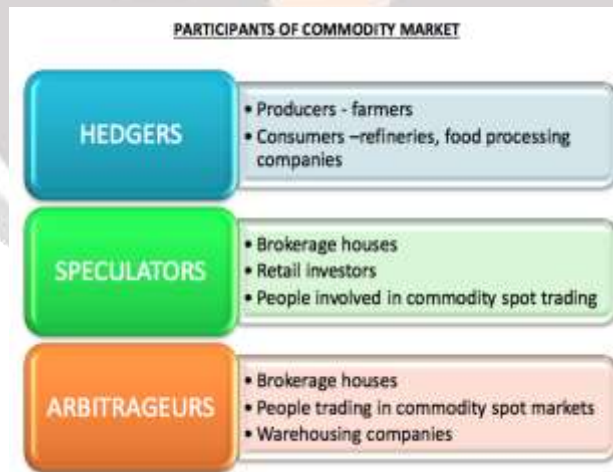 PARTICIPANTS OF COMMODITY MARKET
HEDGERS
• Producers - farmers
• Consumers –refineries, food processing
companies
SPECULATORS
• Brokerage houses
• Retail investors
• People involved in commodity spot trading
ARBITRAGEURS
• Brokerage houses
• People trading in commodity spot markets
• Warehousing companies